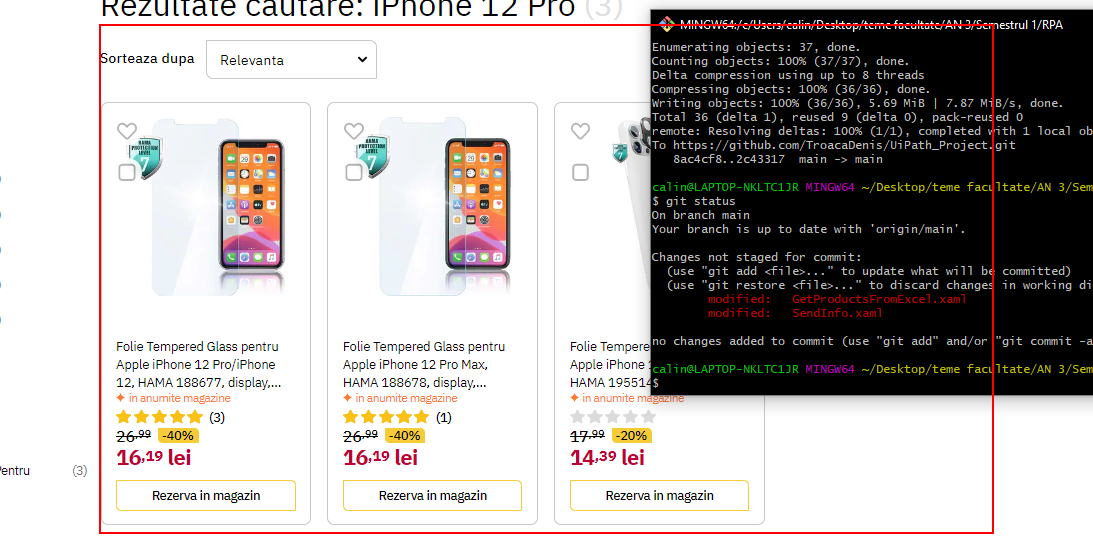 Rezultate cautare: iPhone 12 Pro (3)
Sorteaza dupa
Relevanta
HAMA PROTECTION LEVEL 7
Folie Tempered Glass pentru
Apple iPhone 12 Pro/iPhone
12, HAMA 188677, display,...
in anumite magazine
(3)
26,99 -40%
16,19 lei
Rezerva in magazin
HAMA PROTECTION LEVEL 7
Folie Tempered Glass pentru
Apple iPhone 12 Pro Max,
HAMA 188678, display,...
in anumite magazine
(1)
26,99 -40%
16,19 lei
Rezerva in magazin
7
Folie Tempere
Apple iPhone
HAMA 195514
in anumite magazine
17,99 -20%
14,39 lei
Rezerva in magazin
Pentru (3)
MINGW64:/c/Users/calin/Desktop/teme facultate/AN 3/Semestrul 1/RPA
Enumerating objects: 37, done.
Counting objects: 100% (37/37), done.
Delta compression using up to 8 threads
Compressing objects: 100% (36/36), done.
Writing objects: 100% (36/36), 5.69 MiB | 7.87 MiB/s, done.
Total 36 (delta 1), reused 9 (delta 0), pack-reused 0
remote: Resolving deltas: 100% (1/1), completed with 1 local ob
To https://github.com/TroacaDenis/UiPath_Project.git
8ac4cf8..2c43317 main -> main
calin@LAPTOP-NKLTC1JR MINGW64 ~/Desktop/teme facultate/AN 3/Sem
$ git status
On branch main
Your branch is up to date with 'origin/main'.
Changes not staged for commit:
(use "git add <file>..." to update what will be committed)
(use "git restore <file>..." to discard changes in working di
modified: GetProductsFromExcel.xaml
modified: SendInfo.xaml
no changes added to commit (use "git add" and/or "git commit -a
calin@LAPTOP-NKLTC1JR MINGW64 ~/Desktop/teme facultate/AN 3/Sem
$